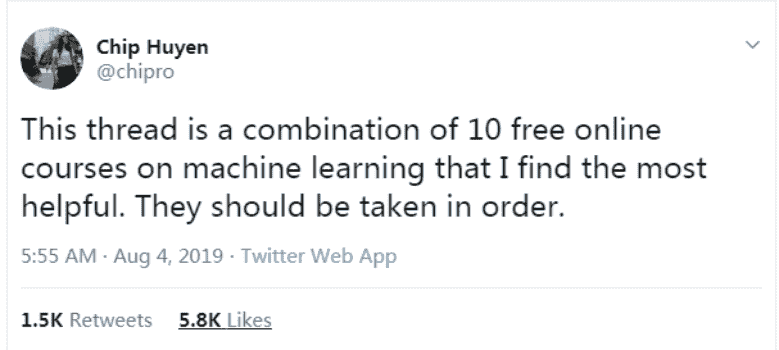 Chip Huyen
@chipro
This thread is a combination of 10 free online
courses on machine learning that I find the most
helpful. They should be taken in order.
5:55 AM · Aug 4, 2019 · Twitter Web App
1.5K Retweets 5.8K Likes